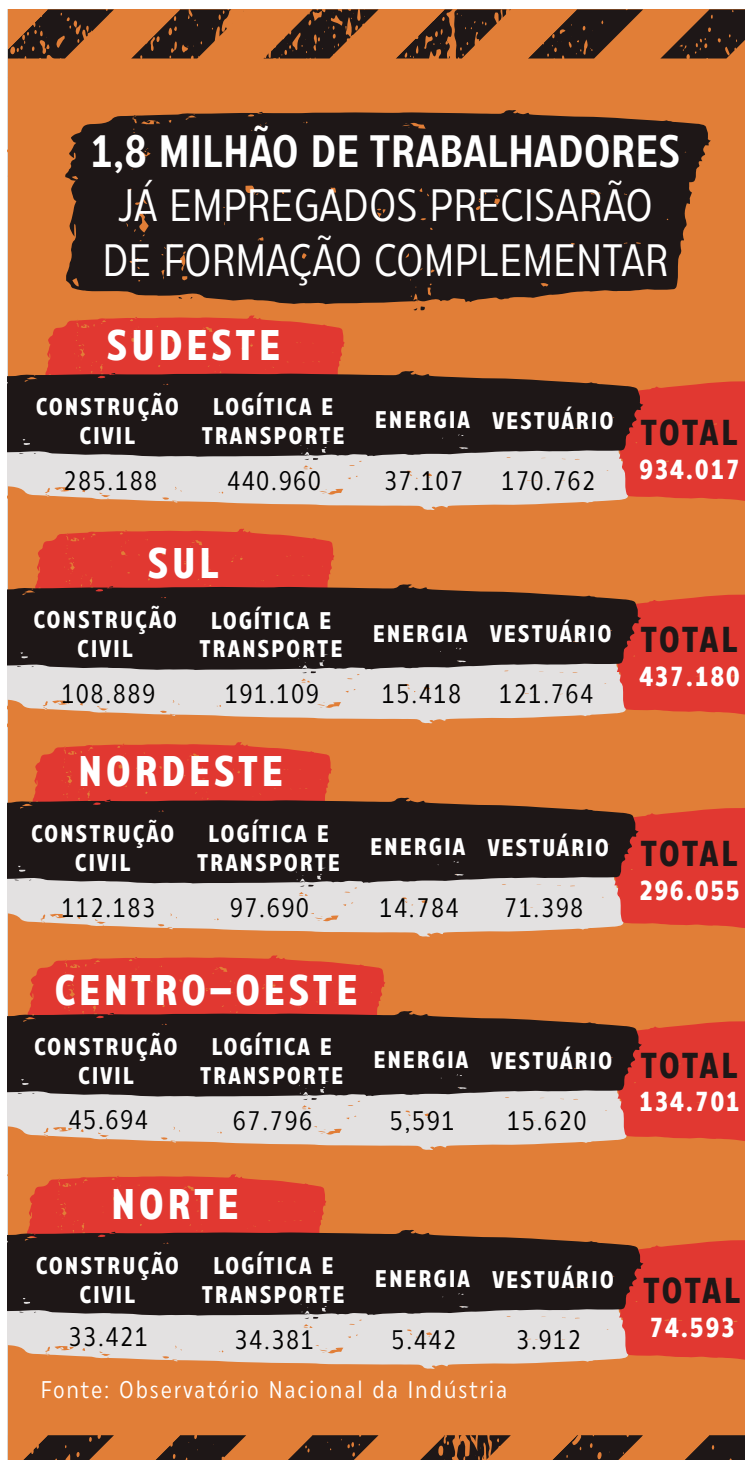 1,8 MILHÃO DE TRABALHADORES
JÁ EMPREGADOS PRECISARÃO
DE FORMAÇÃO COMPLEMENTAR
SUDESTE
CONSTRUÇÃO CIVIL LOGÍTICA E TRANSPORTE ENERGIA VESTUÁRIO TOTAL
285.188 440.960 37.107 170.762 934.017
SUL
CONSTRUÇÃO CIVIL LOGÍTICA E TRANSPORTE ENERGIA VESTUÁRIO TOTAL
108.889 191.109 15.418 121.764 437.180
NORDESTE
CONSTRUÇÃO CIVIL LOGÍTICA E TRANSPORTE ENERGIA VESTUÁRIO TOTAL
112.183 97.690 14.784 71.398 296.055
CENTRO-OESTE
CONSTRUÇÃO CIVIL LOGÍTICA E TRANSPORTE ENERGIA VESTUÁRIO TOTAL
45.694 67.796 5,591 15.620 134.701
NORTE
CONSTRUÇÃO CIVIL LOGÍTICA E TRANSPORTE ENERGIA VESTUÁRIO TOTAL
33.421 34.381 5.442 3.912 74.593
Fonte: Observatório Nacional da Indústria